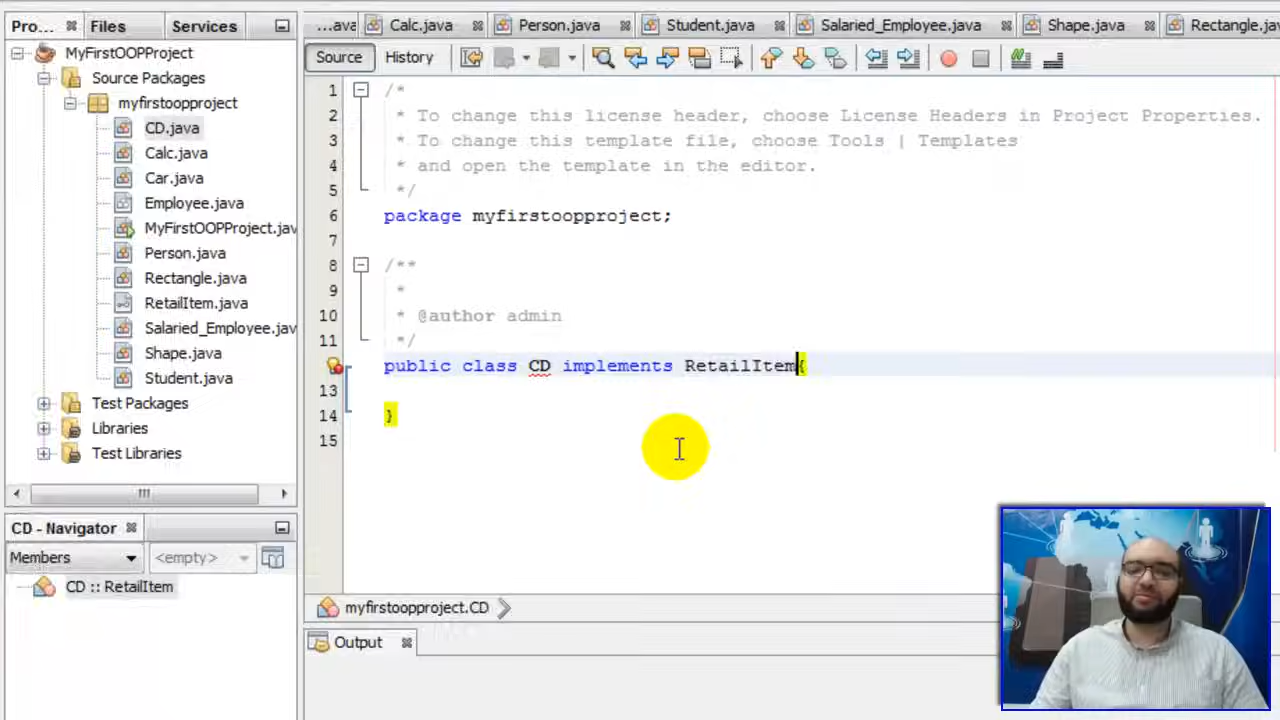 Pro... Files Services
MyFirstOOPProject
Source Packages
myfirstoopproject
CD.java
Calc.java
Car.java
Employee.java
MyFirstOOPProject.jav
Person.java
Rectangle.java
RetailItem.java
Salaried_Employee.jav
Shape.java
Student.java
Test Packages
Libraries
Test Libraries
CD - Navigator
Members <empty>
CD :: RetailItem
...ava Calc.java Person.java Student.java Salaried_Employee.java Shape.java Rectangle.jav
Source History
1 /*
2 * To change this license header, choose License Headers in Project Properties.
3 * To change this template file, choose Tools | Templates
4 * and open the template in the editor.
5 */
6 package myfirstoopproject;
7
8 /**
9 *
10 * @author admin
11 */
public class CD implements RetailItem{
13
14 }
15
myfirstoopproject.CD
Output